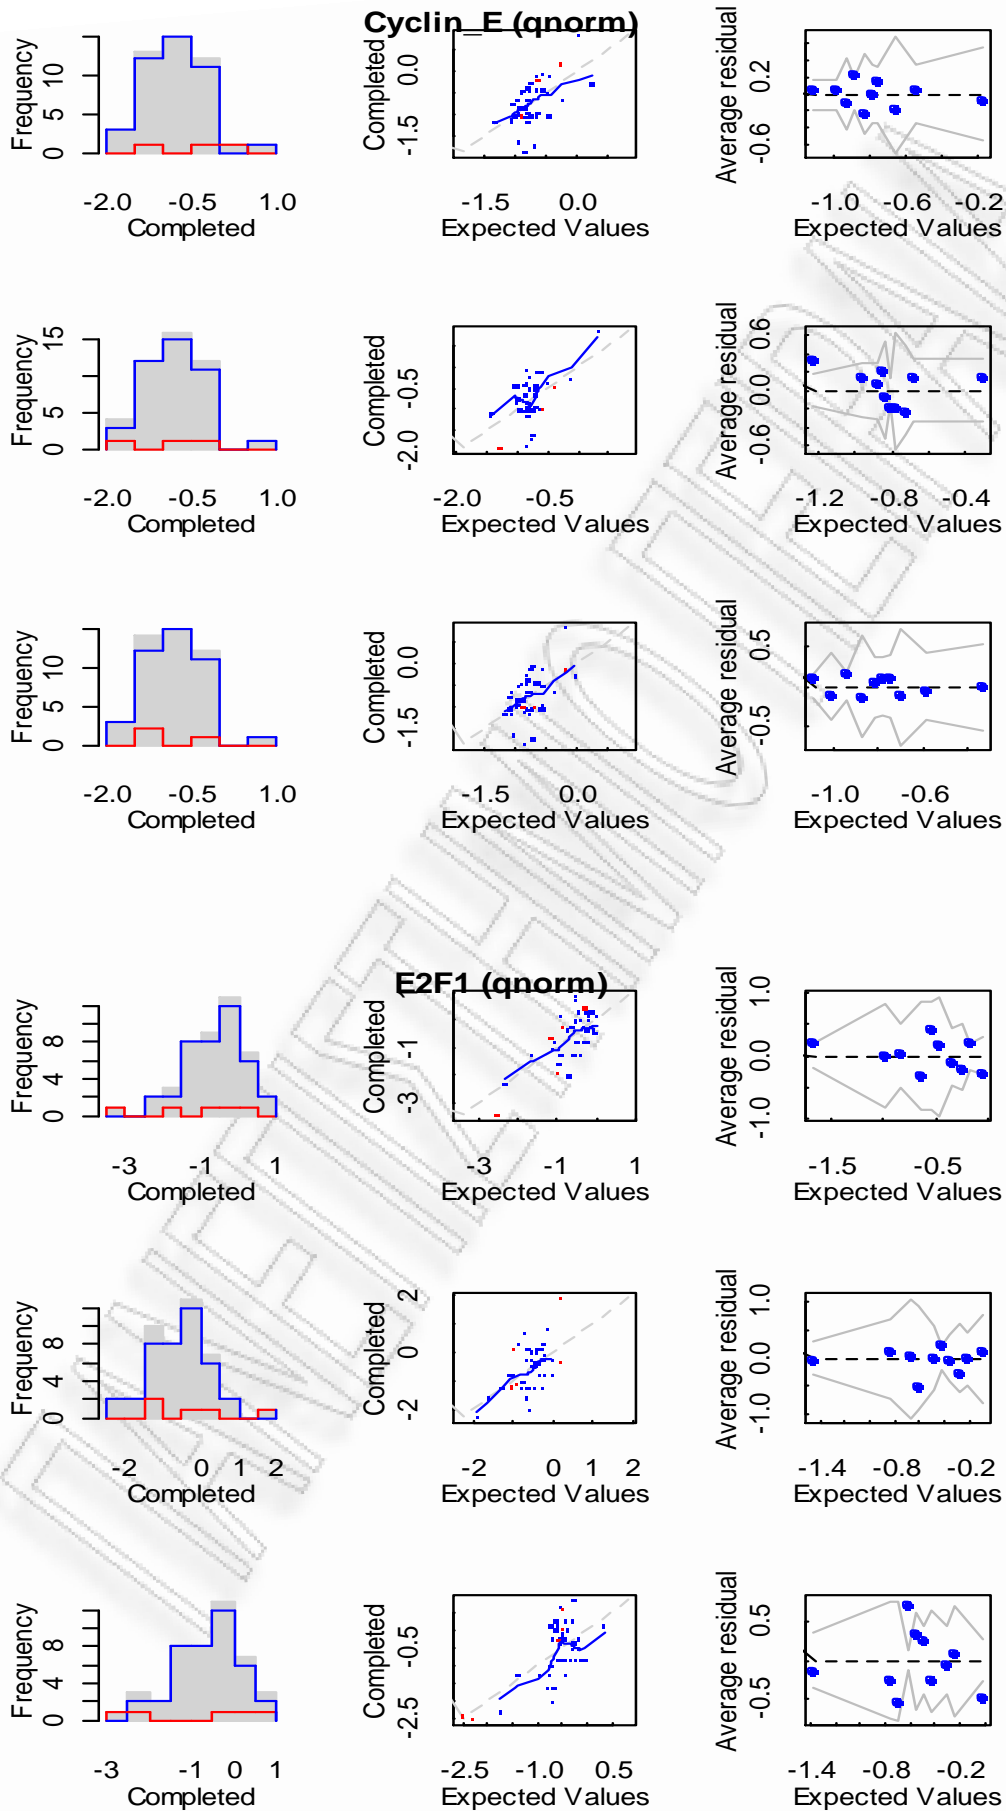 Cyclin_E (qnorm)
Frequency
0 5 10
-2.0 -0.5 1.0
Completed
Completed
-1.5 0.0
-1.5 0.0
Expected Values
Average residual
-0.6 0.2
-1.0 -0.6 -0.2
Expected Values
Frequency
0 5 15
-2.0 -0.5 1.0
Completed
Completed
-2.0 -0.5
-2.0 -0.5
Expected Values
Average residual
-0.6 0.0 0.6
-1.2 -0.8 -0.4
Expected Values
Frequency
0 5 10
-2.0 -0.5 1.0
Completed
Completed
-1.5 0.0
-1.5 0.0
Expected Values
Average residual
-0.5 0.5
-1.0 -0.6
Expected Values
E2F1 (qnorm)
Frequency
0 4 8
-3 -1 1
Completed
Completed
-3 -1 1
-3 -1 1
Expected Values
Average residual
-1.0 0.0 1.0
-1.5 -0.5
Expected Values
Frequency
0 4 8
-2 0 1 2
Completed
Completed
-2 0 2
-2 0 1 2
Expected Values
Average residual
-1.0 0.0 1.0
-1.4 -0.8 -0.2
Expected Values
Frequency
0 4 8
-3 -1 0 1
Completed
Completed
-2.5 -0.5
-2.5 -1.0 0.5
Expected Values
Average residual
-0.5 0.5
-1.4 -0.8 -0.2
Expected Values